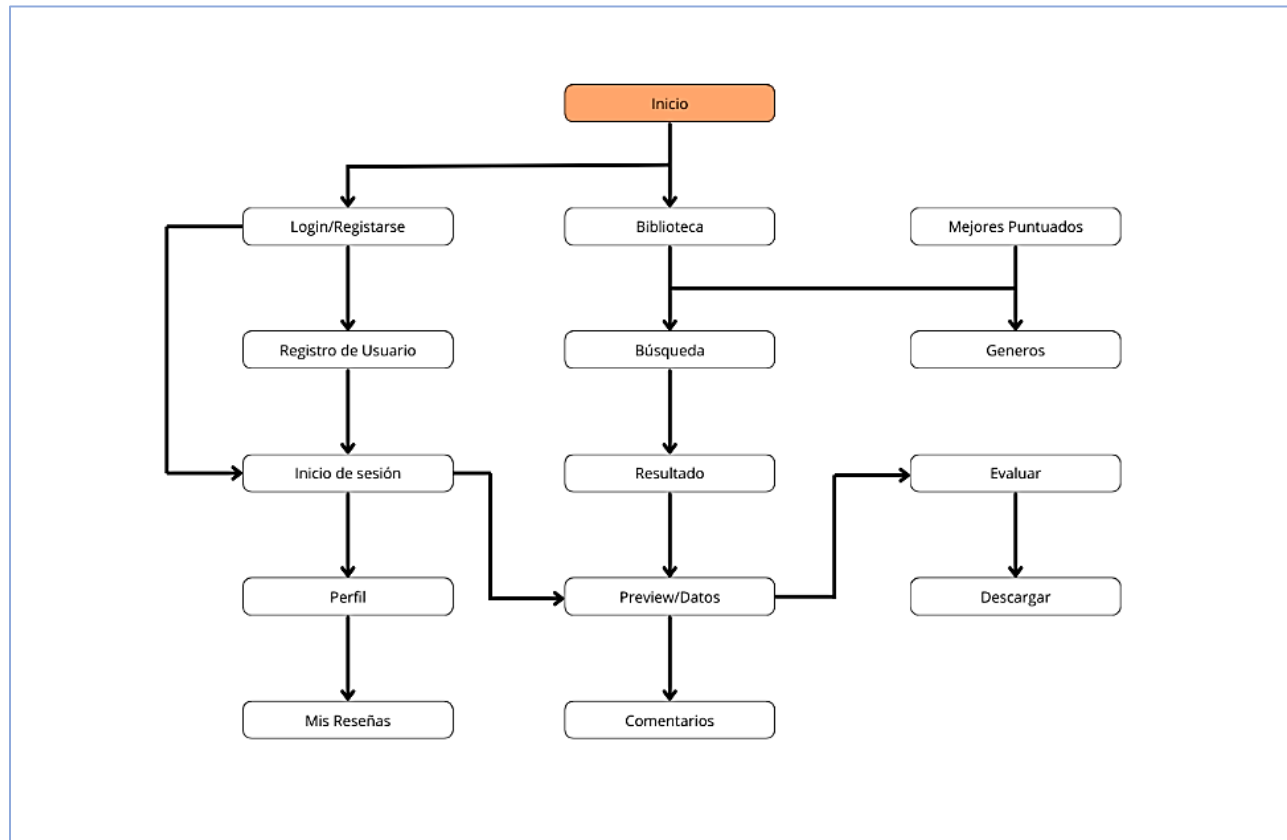 Inicio
Login/Registarse
Biblioteca
Mejores Puntuados
Registro de Usuario
Búsqueda
Generos
Inicio de sesión
Resultado
Evaluar
Perfil
Preview/Datos
Descargar
Mis Reseñas
Comentarios